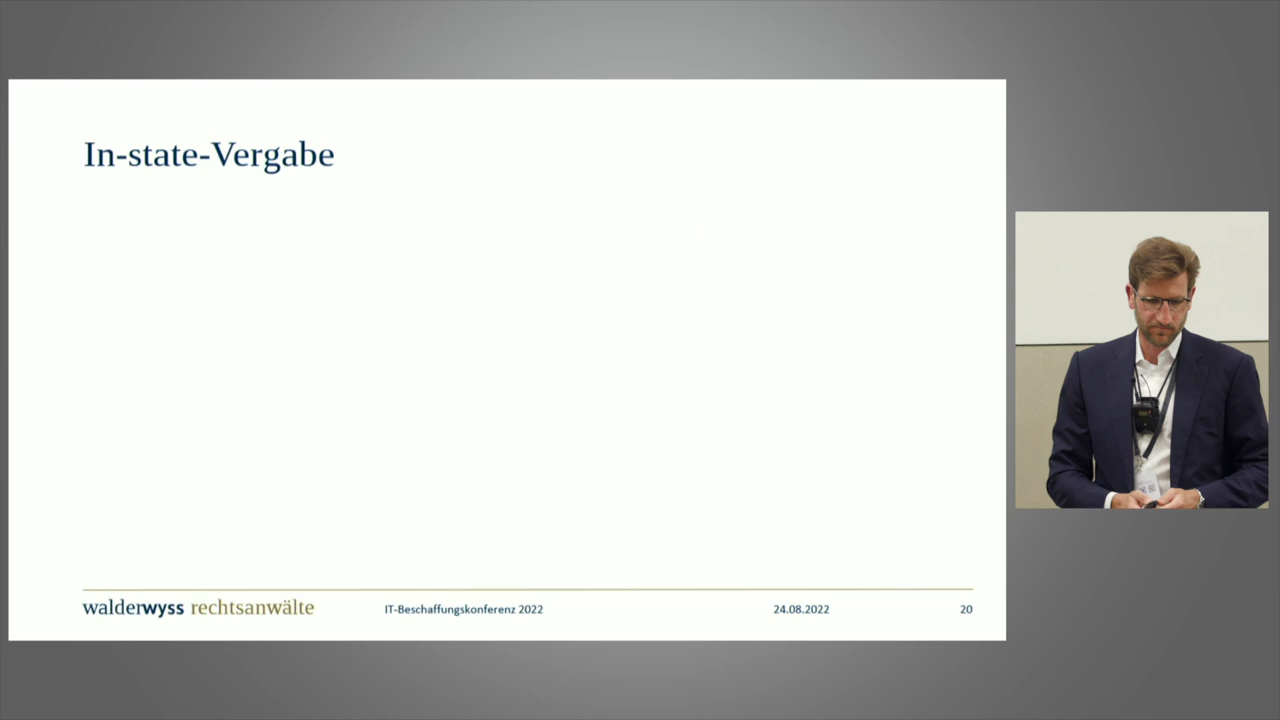 In-state-Vergabe
walderwyss rechtsanwälte
IT-Beschaffungskonferenz 2022
24.08.2022
20